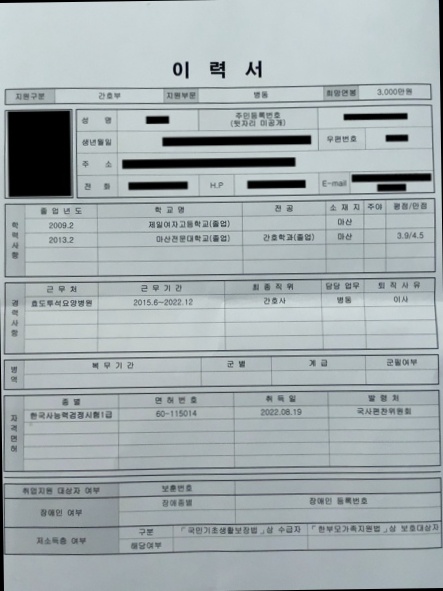 이 력 서
지원구분 간호부 지원부문 병동 희망연봉 3,000만원
성 명 주민등록번호
(뒷자리 미공개)
생년월일 우편번호
주 소
전 화 H.P E-mail
학력사항 졸업년도 학교명 전공 소재지 주야 평점/만점
2009.2 제일여자고등학교(졸업) 마산
2013.2 마산전문대학교(졸업) 간호학과(졸업) 마산 3.9/4.5
경력사항 근무처 근무기간 최종직위 담당 업무 퇴직사유
효도투석요양병원 2015.6~2022.12 간호사 병동 이사
병역 복무기간 군별 계급 군필여부
자격면허 종별 면허번호 취득일 발령처
한국사능력검정시험1급 60-115014 2022.08.19 국사편찬위원회
취업지원 대상자 여부 보훈번호
장애인 여부 장애종별 장애인 등록번호
저소득층 여부 구분 「국민기초생활보장법」상 수급자 「한부모가족지원법」상 보호대상자
해당여부